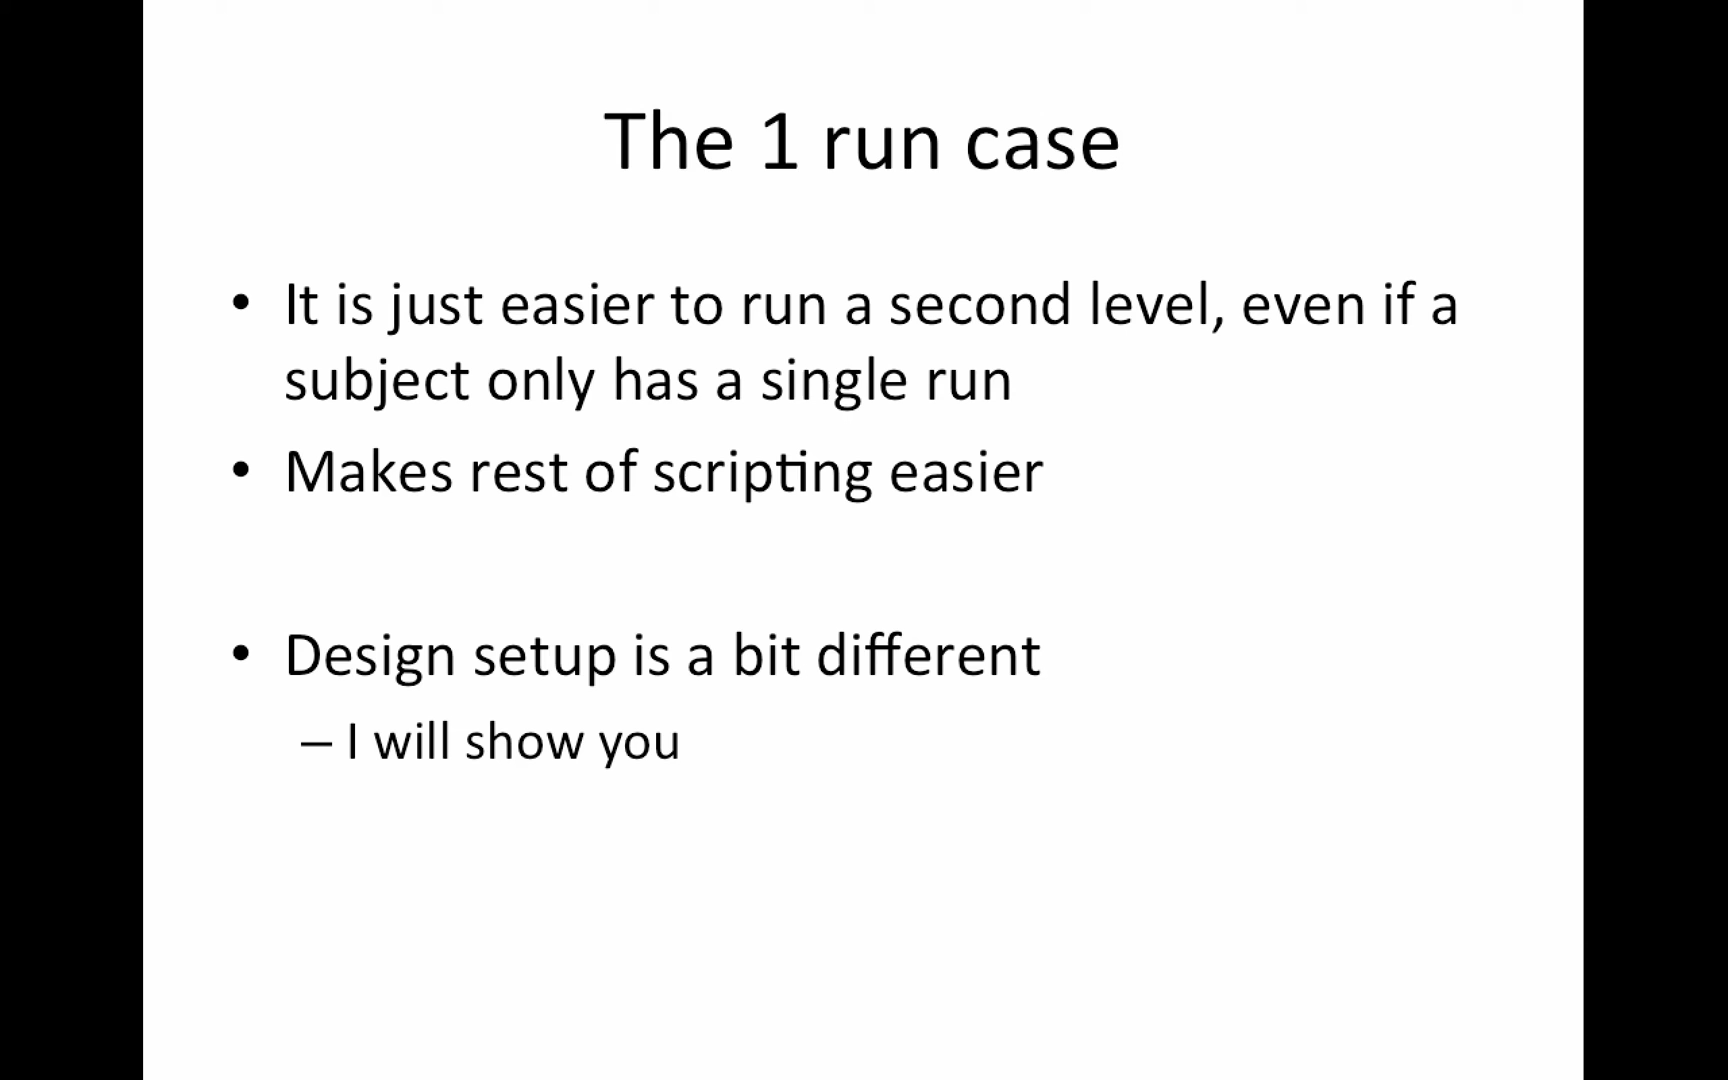 The 1 run case
• It is just easier to run a second level, even if a
subject only has a single run
• Makes rest of scripting easier
• Design setup is a bit different
– I will show you